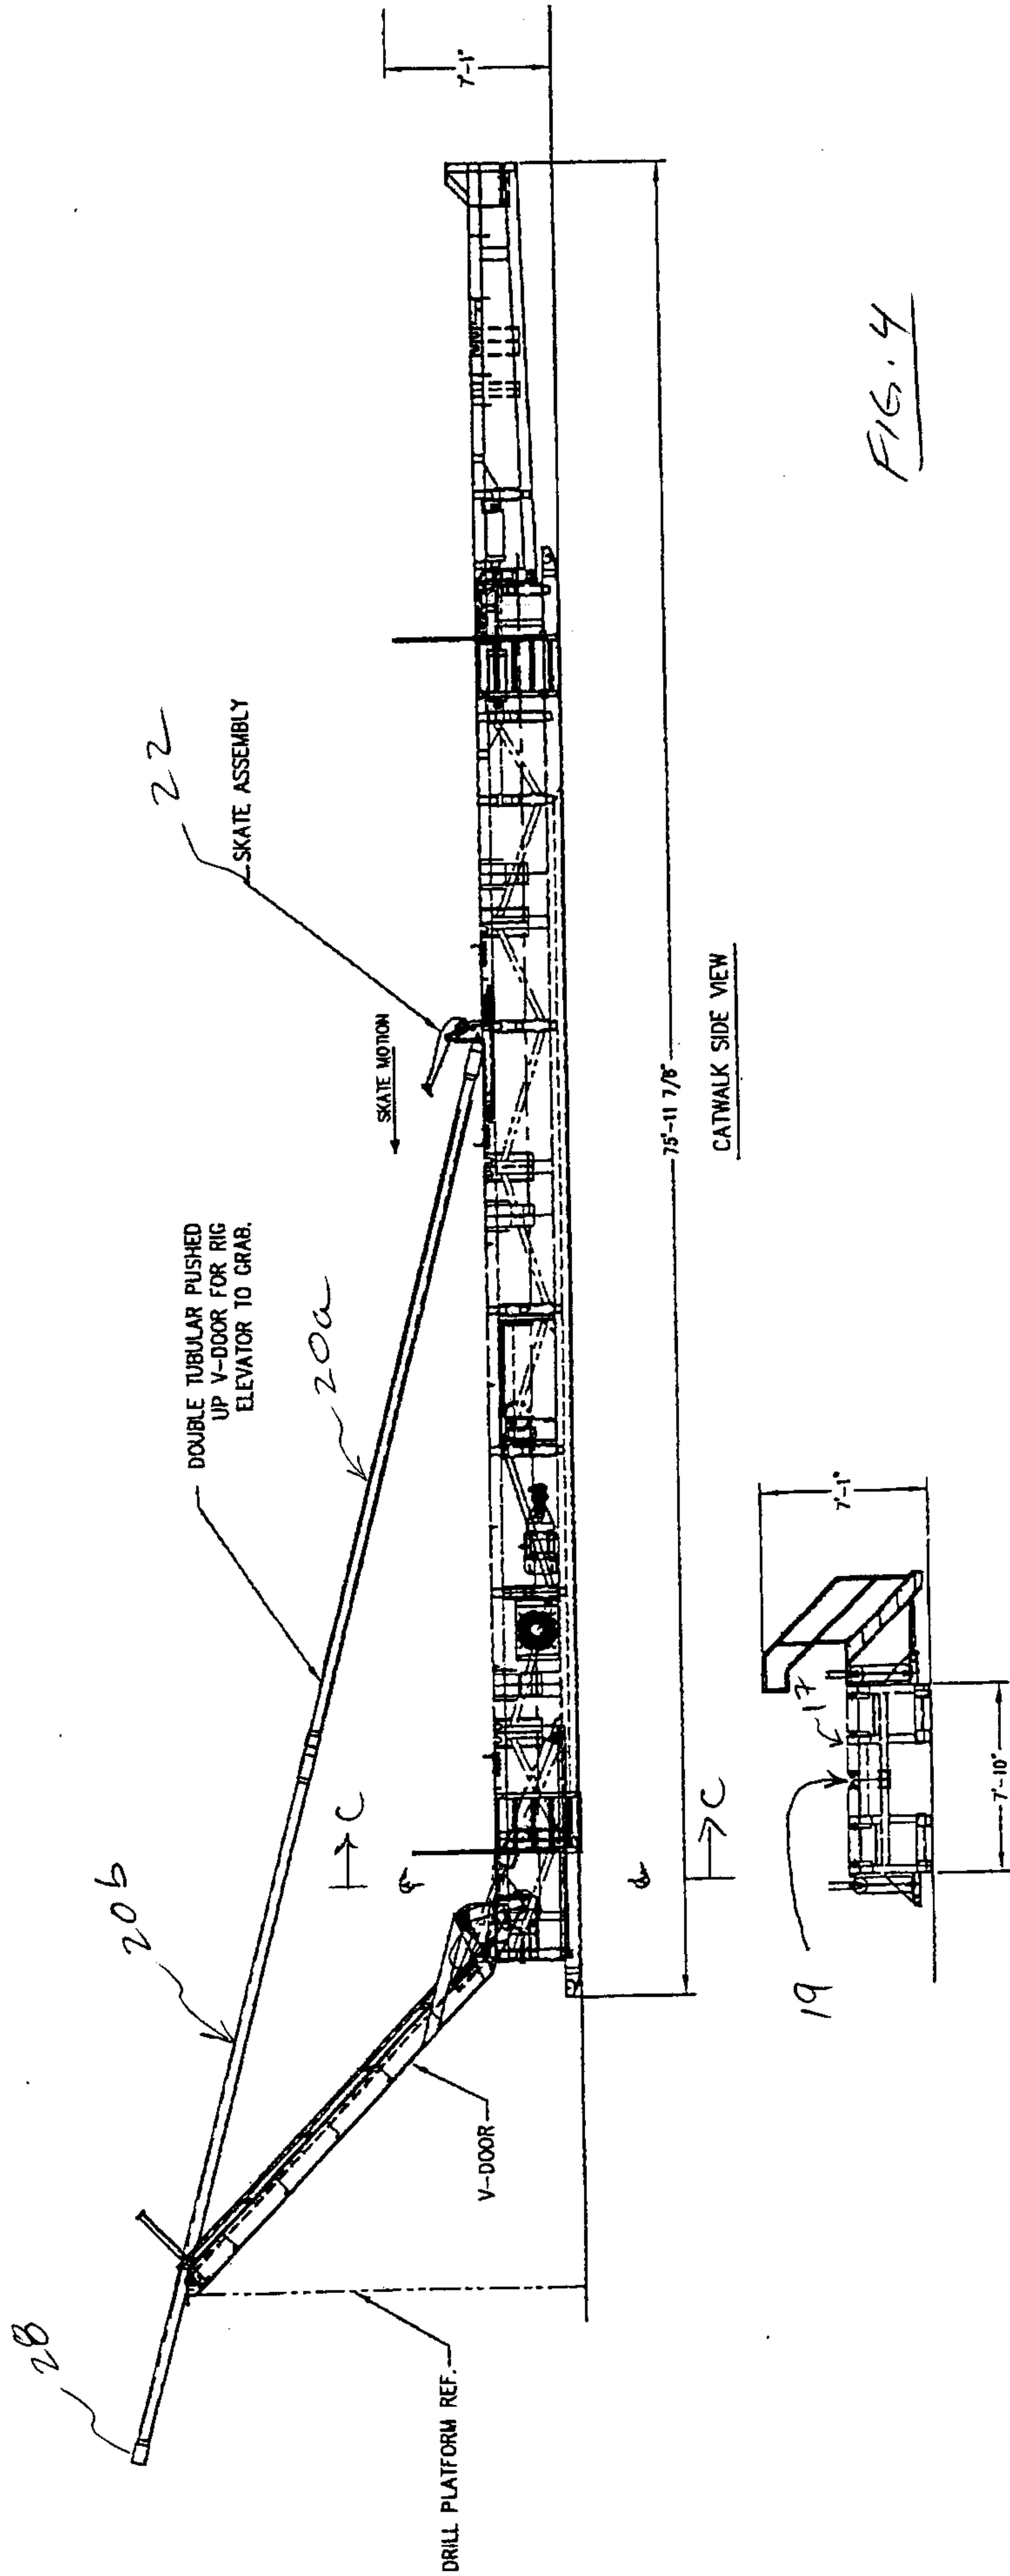 28
20b
DOUBLE TUBULAR PUSHED
UP V-DOOR FOR RIG
ELEVATOR TO GRAB.
20a
22
SKATE ASSEMBLY
SKATE MOTION
7'-1"
DRILL PLATFORM REF.
V-DOOR
C
C
75'-11 7/8"
CATWALK SIDE VIEW
19
17
7'-1"
7'-10"
FIG. 4